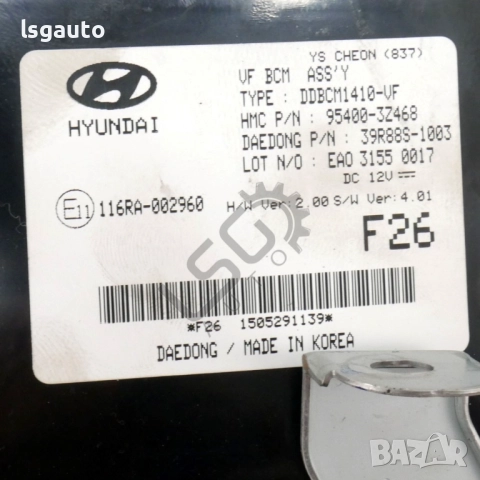 lsgauto
YS CHEON (837)
VF BCM ASS'Y
TYPE : DDBCM1410-VF
HYUNDAI
HMC P/N : 95400-3Z468
DAEDONG P/N : 39R88S-1003
LOT N/O : EAO 3155 0017
DC 12V
E11 116RA-002960
H/W Ver:2.00 S/W Ver:4.01
F26
LSG
*F26 1505291139*
DAEDONG / MADE IN KOREA
BAZAR